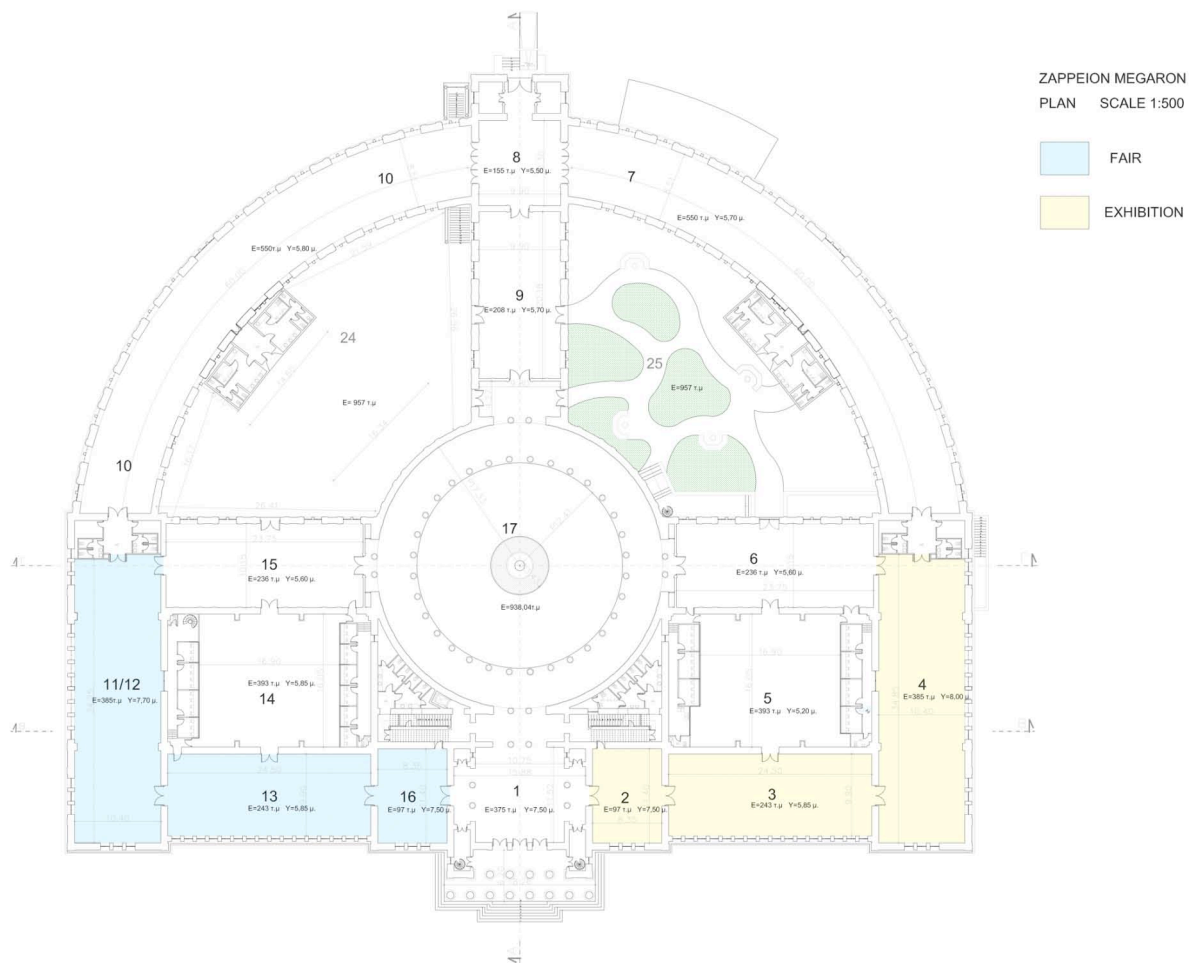 ZAPPEION MEGARON
PLAN SCALE 1:500
FAIR
EXHIBITION
8
E=155 τ.μ Y=5,50 μ.
10
7
E=550 τ.μ Y=5,70 μ.
E=550τ.μ Y=5,80 μ.
9
E=208 τ.μ Y=5,70 μ.
24
E= 957 τ.μ
25
E=957 τ.μ
10
17
E=938,04τ.μ
15
E=236 τ.μ Y=5,60 μ.
6
E=236 τ.μ Y=5,60 μ.
11/12
E=385τ.μ Y=7,70 μ.
E=393 τ.μ Y=5,85 μ.
14
5
E=393 τ.μ Y=5,20 μ.
4
E=385 τ.μ Y=8,00 μ.
13
E=243 τ.μ Y=5,85 μ.
16
E=97 τ.μ Y=7,50 μ.
1
E=375 τ.μ Y=7,50 μ.
2
E=97 τ.μ Y=7,50 μ.
3
E=243 τ.μ Y=5,85 μ.